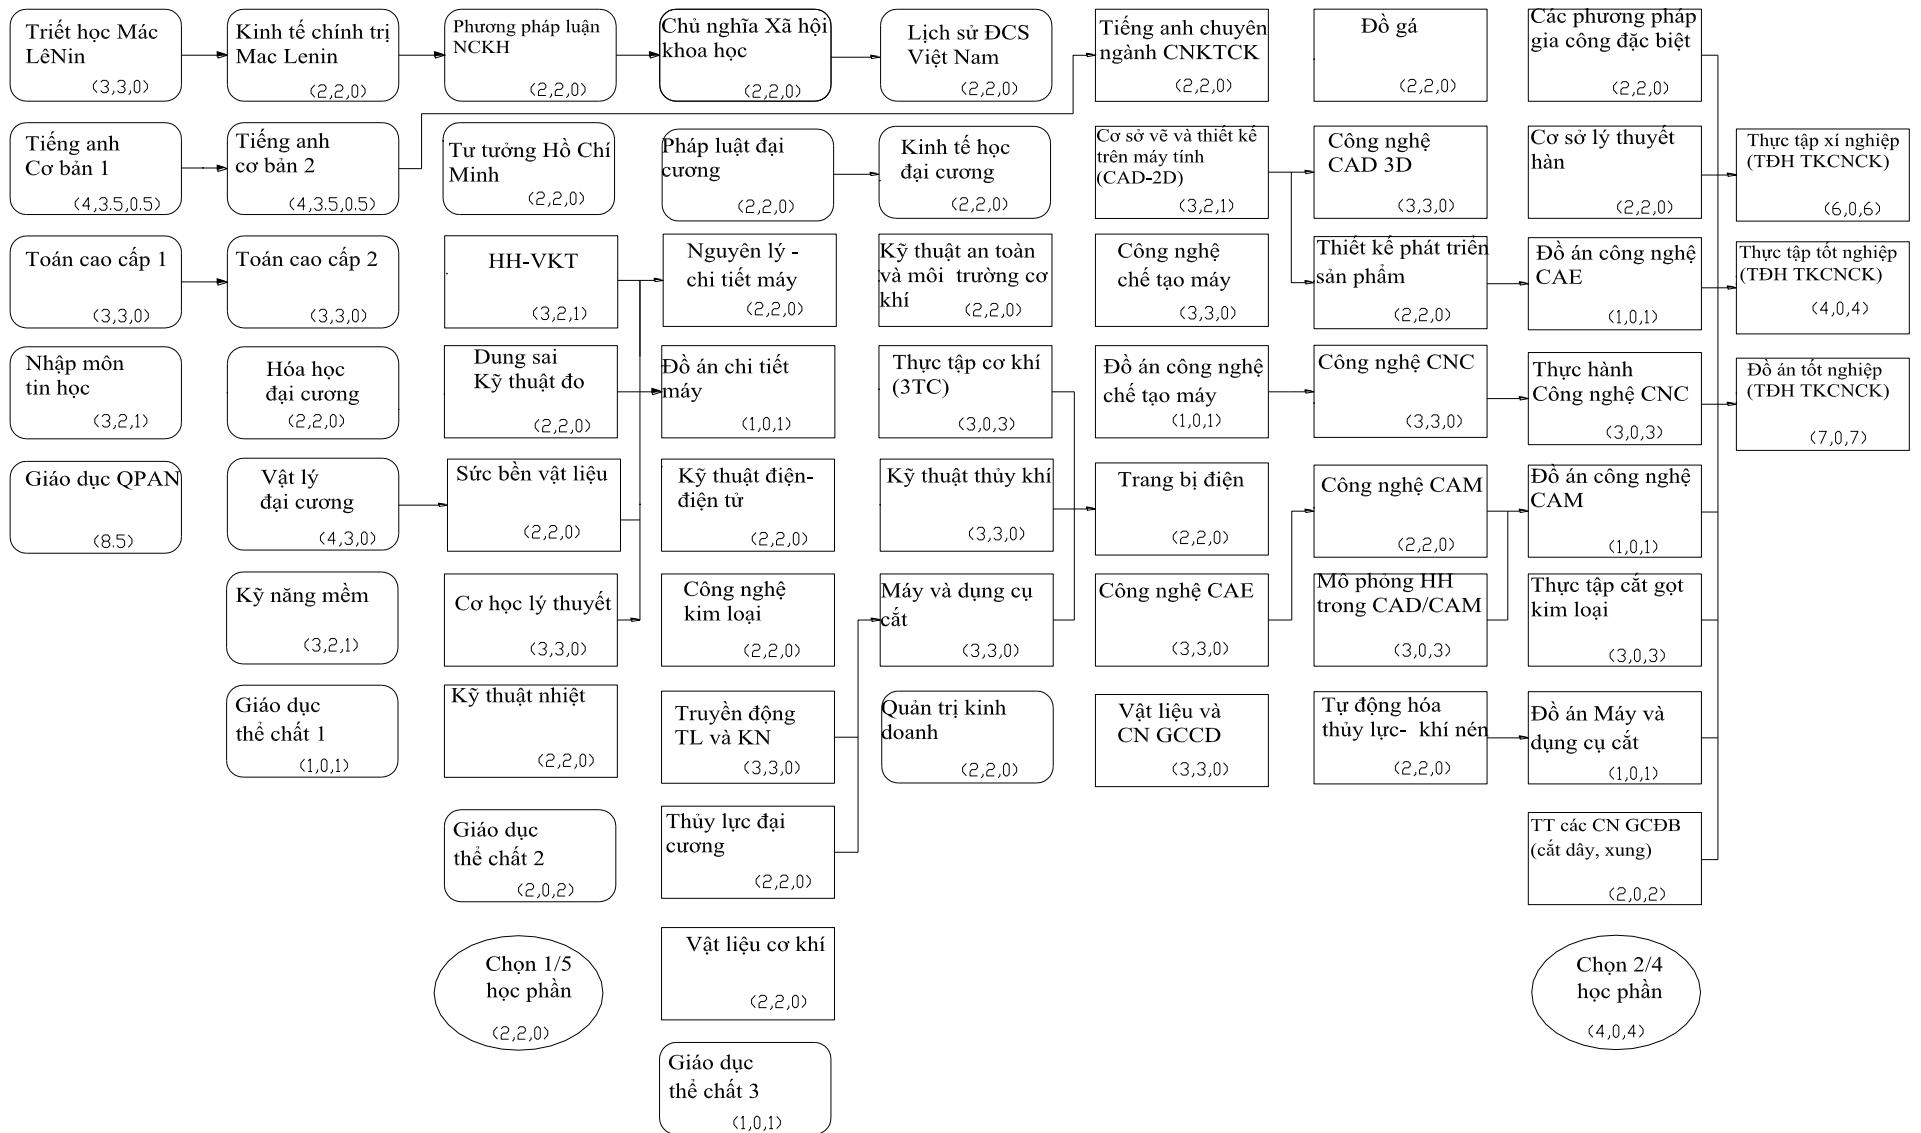 Triết học Mác
LêNin
(3,3,0)
Tiếng anh
Cơ bản 1
(4,3.5,0.5)
Toán cao cấp 1
(3,3,0)
Nhập môn
tin học
(3,2,1)
Giáo dục QPAN
(8.5)
Kinh tế chính trị
Mac Lenin
(2,2,0)
Tiếng anh
cơ bản 2
(4,3.5,0.5)
Toán cao cấp 2
(3,3,0)
Hóa học
đại cương
(2,2,0)
Vật lý
đại cương
(4,3,0)
Kỹ năng mềm
(3,2,1)
Giáo dục
thể chất 1
(1,0,1)
Phương pháp luận
NCKH
(2,2,0)
Tư tưởng Hồ Chí
Minh
(2,2,0)
HH-VKT
(3,2,1)
Dung sai
Kỹ thuật đo
(2,2,0)
Sức bền vật liệu
(2,2,0)
Cơ học lý thuyết
(3,3,0)
Kỹ thuật nhiệt
(2,2,0)
Giáo dục
thể chất 2
(2,0,2)
Chọn 1/5
học phần
(2,2,0)
Chủ nghĩa Xã hội
khoa học
(2,2,0)
Pháp luật đại
cương
(2,2,0)
Nguyên lý -
chi tiết máy
(2,2,0)
Đồ án chi tiết
máy
(1,0,1)
Kỹ thuật điện-
điện tử
(2,2,0)
Công nghệ
kim loại
(2,2,0)
Truyền động
TL và KN
(3,3,0)
Thủy lực đại
cương
(2,2,0)
Vật liệu cơ khí
(2,2,0)
Giáo dục
thể chất 3
(1,0,1)
Lịch sử ĐCS
Việt Nam
(2,2,0)
Kinh tế học
đại cương
(2,2,0)
Kỹ thuật an toàn
và môi trường cơ
khí
(2,2,0)
Thực tập cơ khí
(3TC)
(3,0,3)
Kỹ thuật thủy khí
(3,3,0)
Máy và dụng cụ
cắt
(3,3,0)
Quản trị kinh
doanh
(2,2,0)
Tiếng anh chuyên
ngành CNKTCK
(2,2,0)
Cơ sở vẽ và thiết kế
trên máy tính
(CAD-2D)
(3,2,1)
Công nghệ
chế tạo máy
(3,3,0)
Đồ án công nghệ
chế tạo máy
(1,0,1)
Trang bị điện
(2,2,0)
Công nghệ CAE
(3,3,0)
Vật liệu và
CN GCCD
(3,3,0)
Đồ gá
(2,2,0)
Công nghệ
CAD 3D
(3,3,0)
Thiết kế phát triển
sản phẩm
(2,2,0)
Công nghệ CNC
(3,3,0)
Công nghệ CAM
(2,2,0)
Mô phỏng HH
trong CAD/CAM
(3,0,3)
Tự động hóa
thủy lực- khí nén
(2,2,0)
Các phương pháp
gia công đặc biệt
(2,2,0)
Cơ sở lý thuyết
hàn
(2,2,0)
Đồ án công nghệ
CAE
(1,0,1)
Thực hành
Công nghệ CNC
(3,0,3)
Đồ án công nghệ
CAM
(1,0,1)
Thực tập cắt gọt
kim loại
(3,0,3)
Đồ án Máy và
dụng cụ cắt
(1,0,1)
TT các CN GCĐB
(cắt dây, xung)
(2,0,2)
Chọn 2/4
học phần
(4,0,4)
Thực tập xí nghiệp
(TĐH TKCNCK)
(6,0,6)
Thực tập tốt nghiệp
(TĐH TKCNCK)
(4,0,4)
Đồ án tốt nghiệp
(TĐH TKCNCK)
(7,0,7)